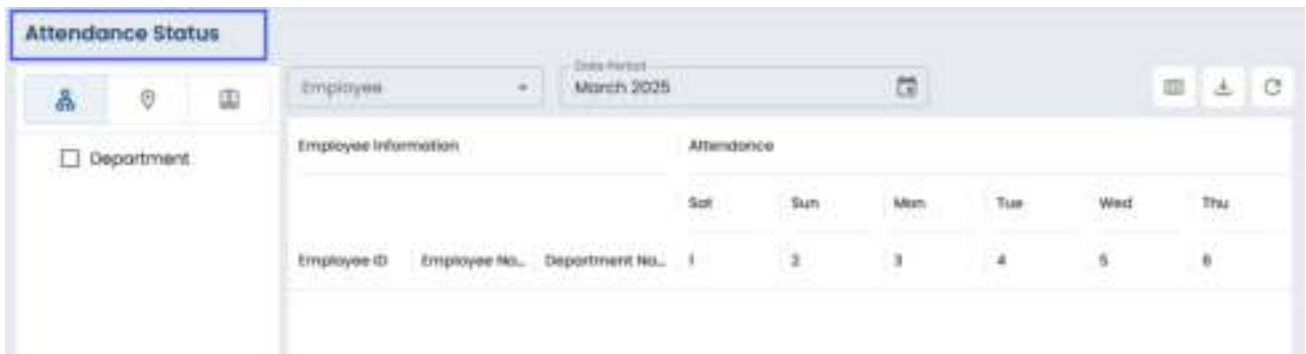 Attendance Status
Employee
Date Period
March 2025
Department
Employee Information
Attendance
Sat Sun Mon Tue Wed Thu
Employee ID Employee Na... Department Na... 1 2 3 4 5 6